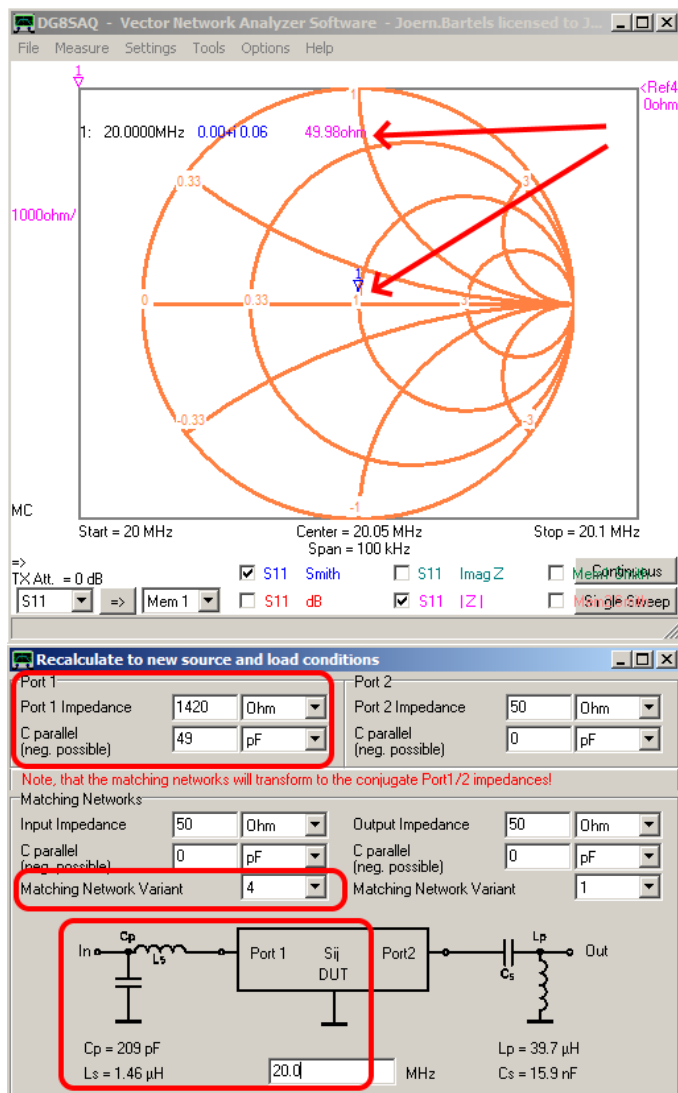 DG8SAQ - Vector Network Analyzer Software - Joern.Bartels licensed to J...
File Measure Settings Tools Options Help
1
<Ref4
0ohm
1
1: 20.0000MHz 0.00+i 0.06 49.98ohm
0.33 3
1000ohm/
1
0 0.33 1 3
-0.33 -3
-1
MC
Start = 20 MHz Center = 20.05 MHz Stop = 20.1 MHz
Span = 100 kHz
=>
TX Att. = 0 dB
S11 Smith S11 Imag Z Continuous
S11 => Mem 1 S11 dB S11 |Z| Single Sweep
Recalculate to new source and load conditions
Port 1 Port 2
Port 1 Impedance 1420 Ohm Port 2 Impedance 50 Ohm
C parallel 49 pF C parallel 0 pF
(neg. possible) (neg. possible)
Note, that the matching networks will transform to the conjugate Port1/2 impedances!
Matching Networks
Input Impedance 50 Ohm Output Impedance 50 Ohm
C parallel 0 pF C parallel 0 pF
(neg. possible) (neg. possible)
Matching Network Variant 4 Matching Network Variant 1
Cp Lp
In Ls Port 1 Sij Port2 Cs Out
DUT
Cp = 209 pF Lp = 39.7 µH
Ls = 1.46 µH 20.0 MHz Cs = 15.9 nF